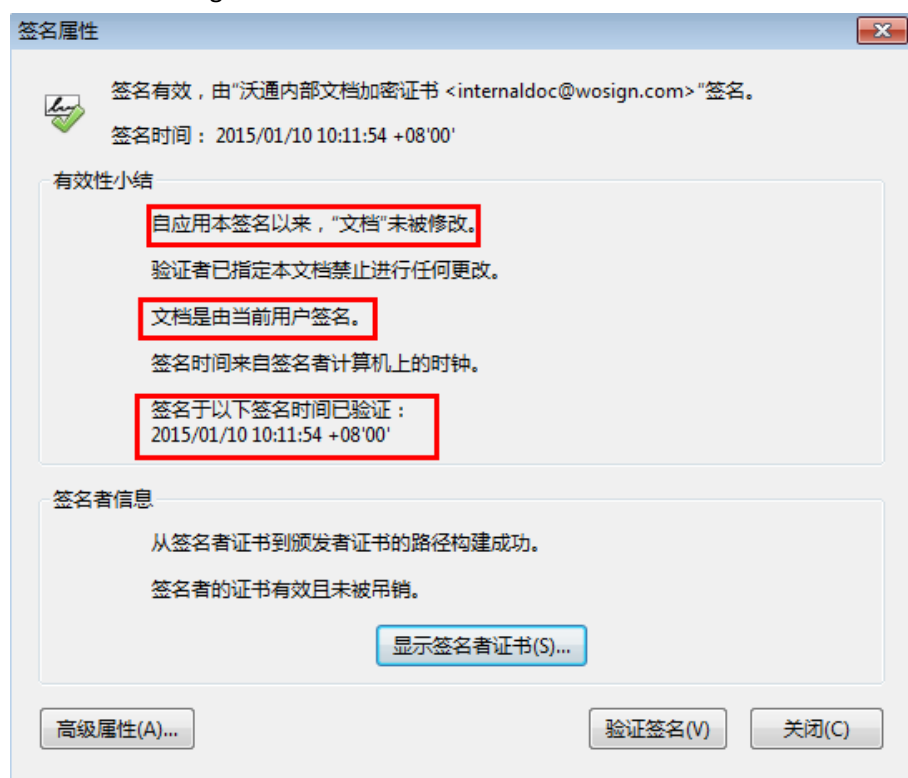 签名属性
签名有效，由"沃通内部文档加密证书 <internaldoc@wosign.com>"签名。
签名时间： 2015/01/10 10:11:54 +08'00'
有效性小结
自应用本签名以来，"文档"未被修改。
验证者已指定本文档禁止进行任何更改。
文档是由当前用户签名。
签名时间来自签名者计算机上的时钟。
签名于以下签名时间已验证：
2015/01/10 10:11:54 +08'00'
签名者信息
从签名者证书到颁发者证书的路径构建成功。
签名者的证书有效且未被吊销。
显示签名者证书(S)...
高级属性(A)...
验证签名(V)
关闭(C)